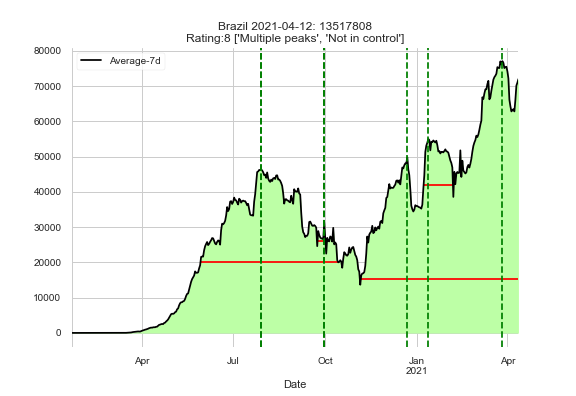 Brazil 2021-04-12: 13517808
Rating:8 ['Multiple peaks', 'Not in control']
80000
Average-7d
70000
60000
50000
40000
30000
20000
10000
0
Apr Jul Oct Jan Apr
2021
Date